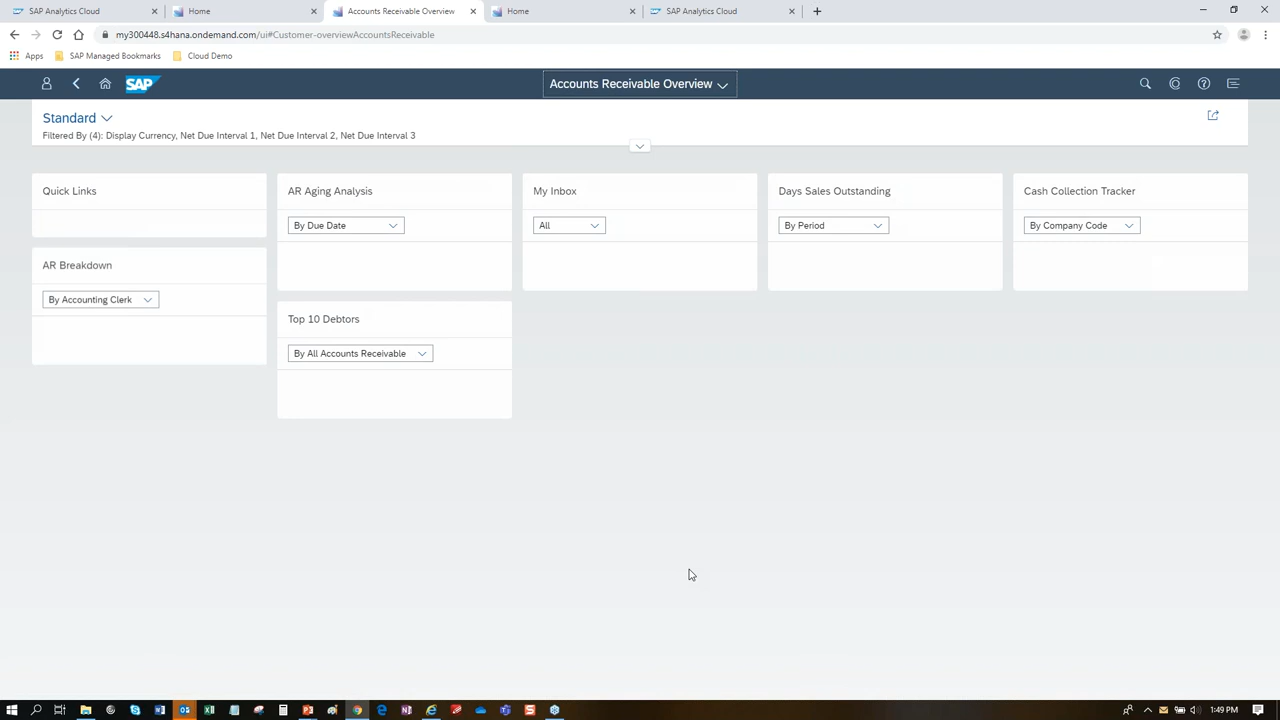 SAP Analytics Cloud
Home
Accounts Receivable Overview
Home
SAP Analytics Cloud
my300448.s4hana.ondemand.com/ui#Customer-overviewAccountsReceivable
Apps
SAP Managed Bookmarks
Cloud Demo
SAP
Accounts Receivable Overview
Standard
Filtered By (4): Display Currency, Net Due Interval 1, Net Due Interval 2, Net Due Interval 3
Quick Links
AR Aging Analysis
My Inbox
Days Sales Outstanding
Cash Collection Tracker
By Due Date
All
By Period
By Company Code
AR Breakdown
By Accounting Clerk
Top 10 Debtors
By All Accounts Receivable
1:49 PM